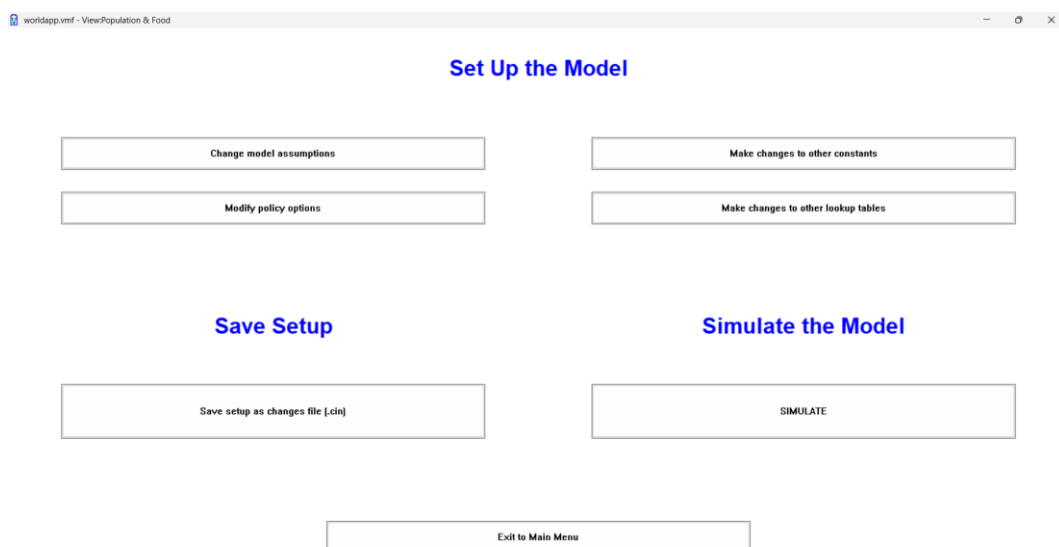 worldapp.vmf - View:Population & Food
Set Up the Model
Change model assumptions
Make changes to other constants
Modify policy options
Make changes to other lookup tables
Save Setup
Simulate the Model
Save setup as changes file (.cin)
SIMULATE
Exit to Main Menu